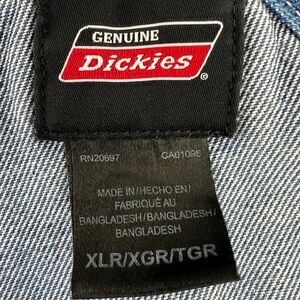 GENUINE
Dickies
®
RN20697 CA01095
MADE IN/HECHO EN/
FABRIQUÉ AU
BANGLADESH/BANGLADESH/
BANGLADESH
XLR/XGR/TGR